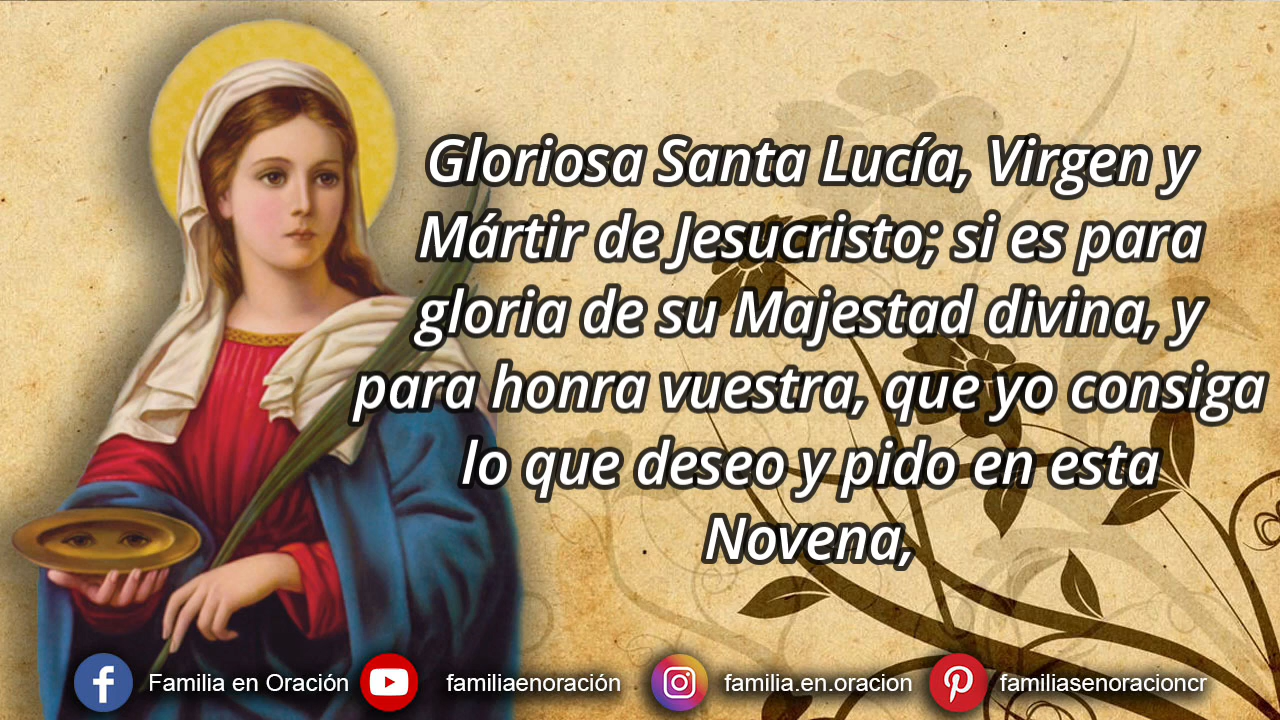 Gloriosa Santa Lucía, Virgen y
Mártir de Jesucristo; si es para
gloria de su Majestad divina, y
para honra vuestra, que yo consiga
lo que deseo y pido en esta
Novena,
Familia en Oración familiaenoración familia.en.oracion familiasenoracioncr